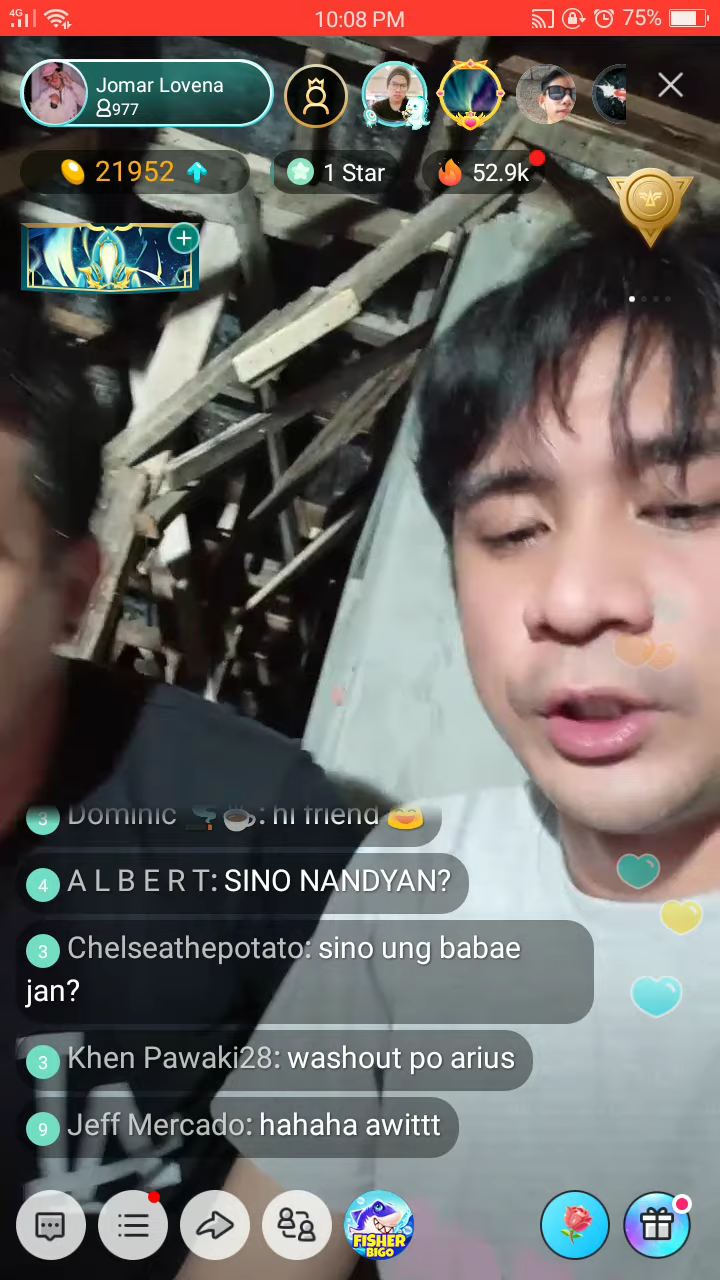 4G
10:08 PM
75%
Jomar Lovena
977
21952
1 Star
52.9k
3 Dominic 🚬☕: hi friend 😄
4 A L B E R T: SINO NANDYAN?
3 Chelseathepotato: sino ung babae
jan?
3 Khen Pawaki28: washout po arius
9 Jeff Mercado: hahaha awittt
FISHER
BIGO